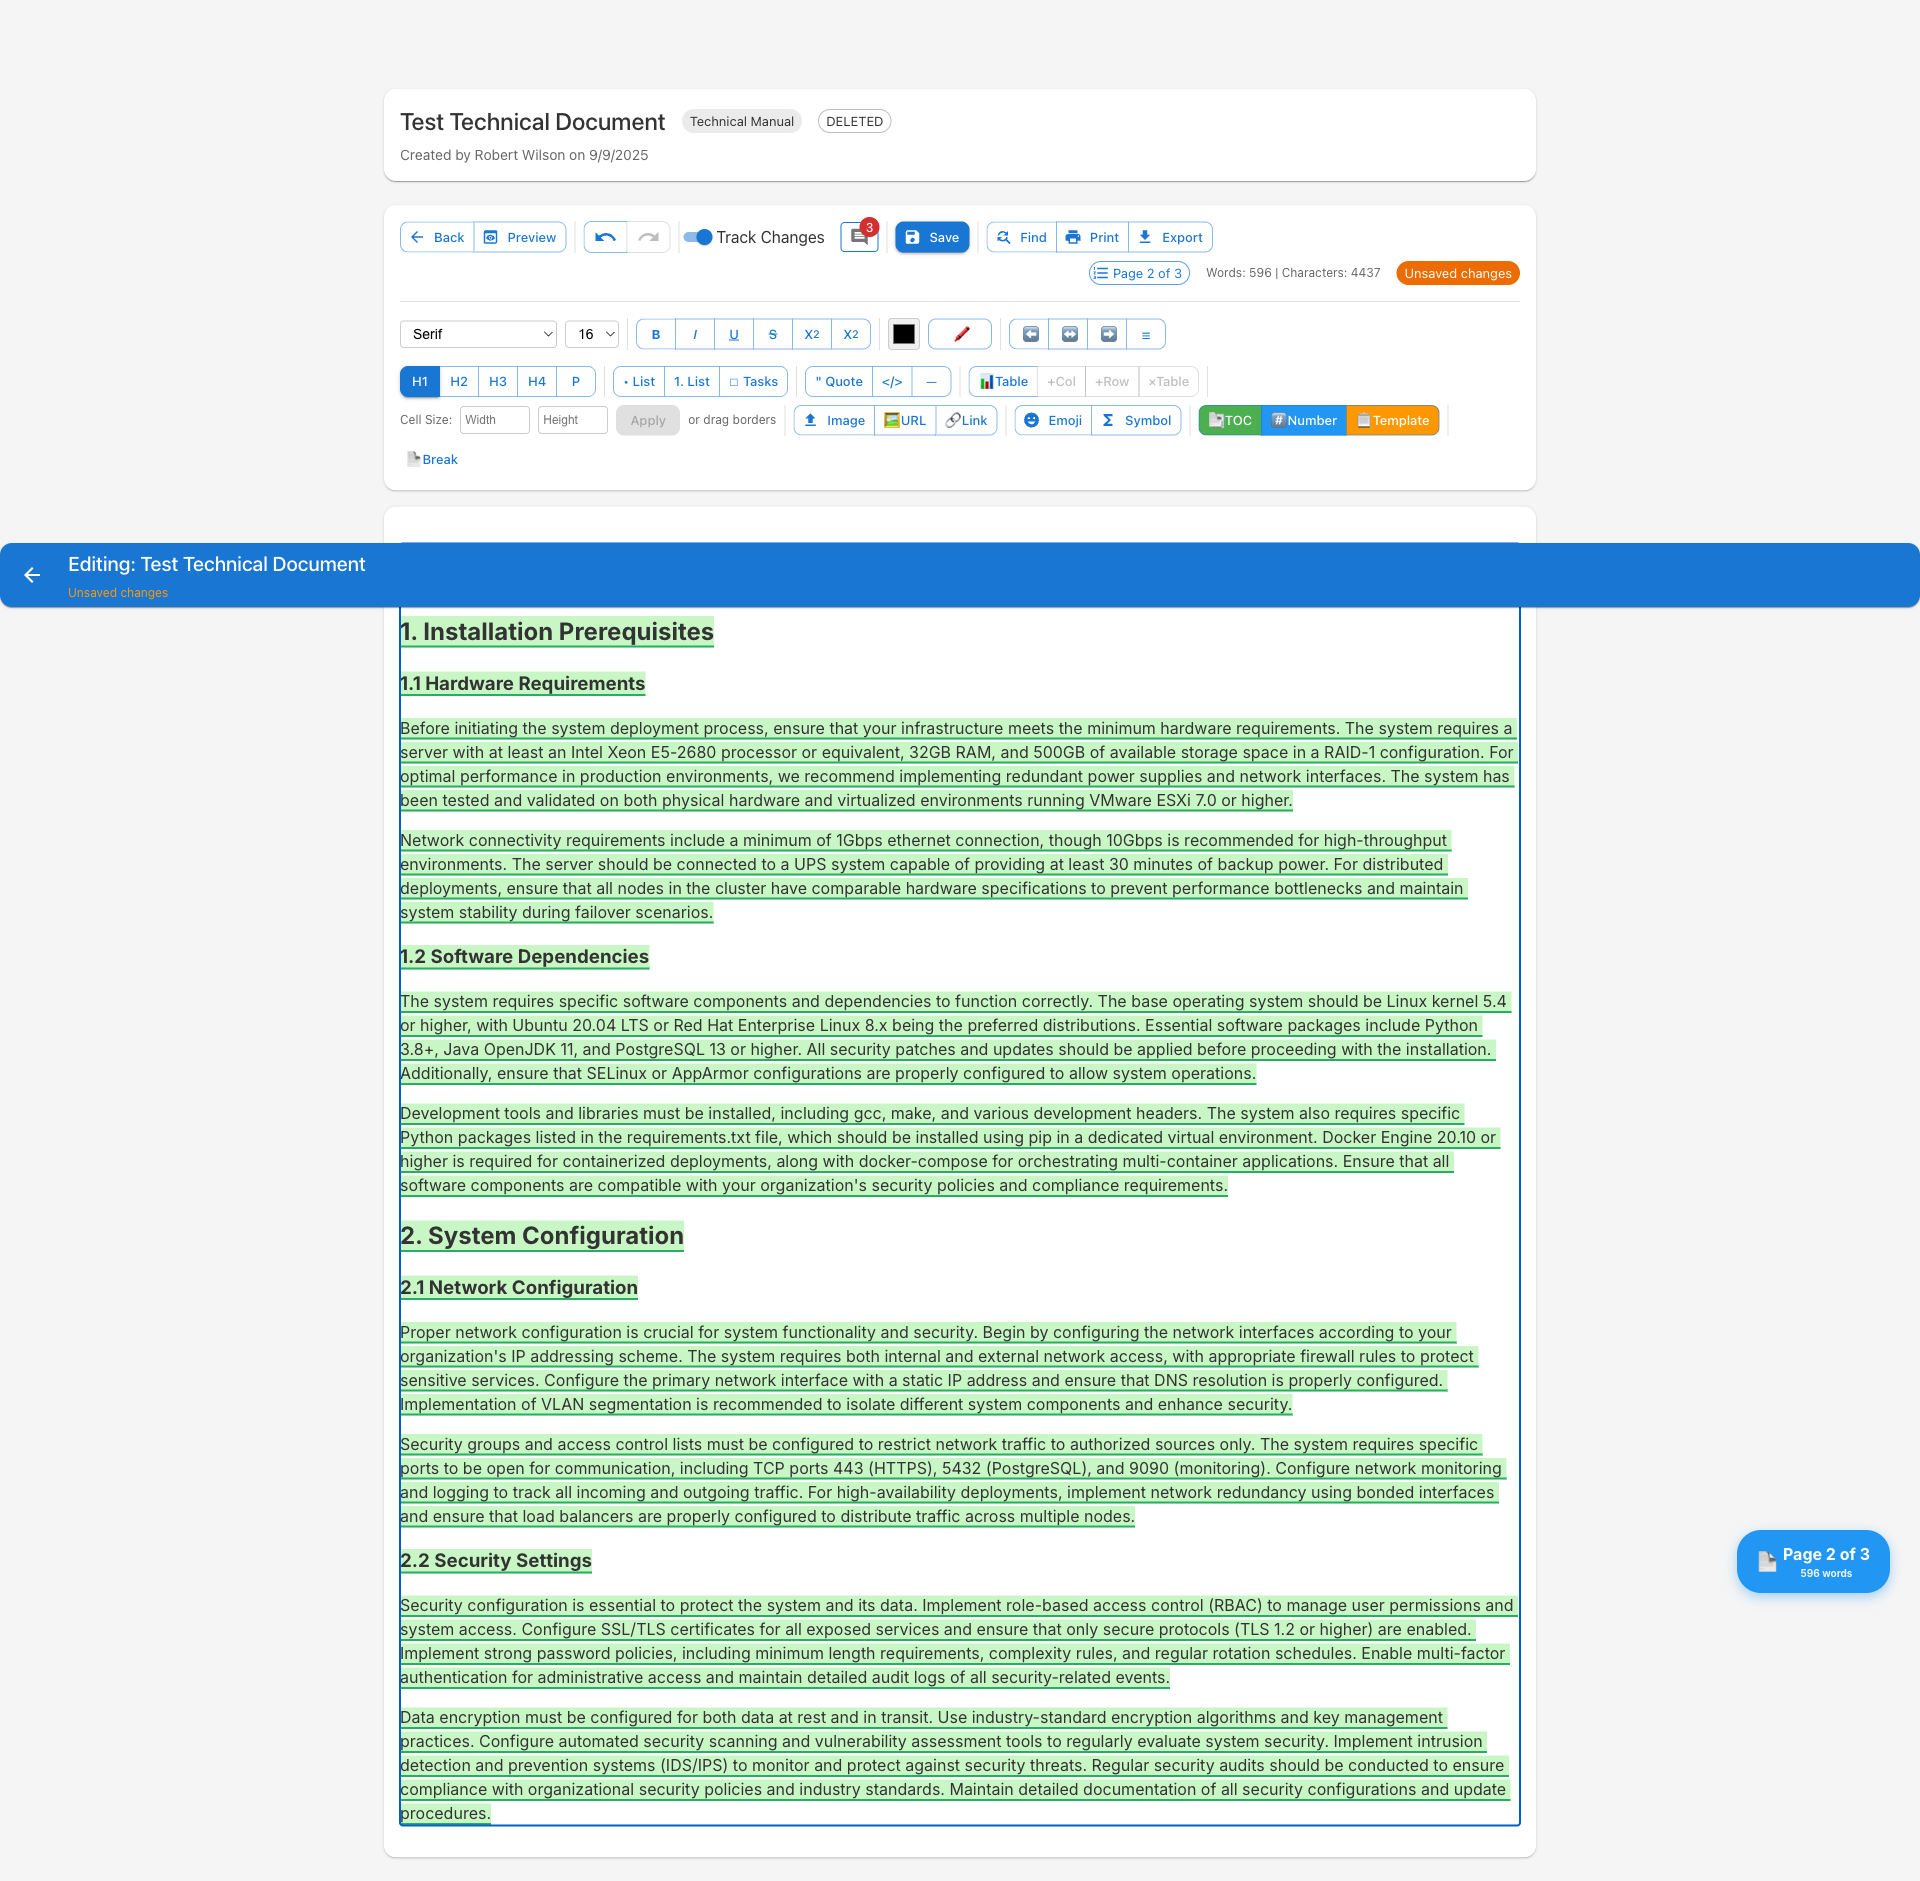 Test Technical Document Technical Manual DELETED
Created by Robert Wilson on 9/9/2025
Back Preview Track Changes 3 Save Find Print Export
Page 2 of 3 Words: 596 | Characters: 4437 Unsaved changes
Serif 16 B I U S X2 X2 ≡
H1 H2 H3 H4 P • List 1. List □ Tasks " Quote </> — Table +Col +Row ×Table
Cell Size: Width Height Apply or drag borders Image URL Link Emoji Symbol TOC #Number Template
Break
Editing: Test Technical Document
Unsaved changes
1. Installation Prerequisites
1.1 Hardware Requirements
Before initiating the system deployment process, ensure that your infrastructure meets the minimum hardware requirements. The system requires a
server with at least an Intel Xeon E5-2680 processor or equivalent, 32GB RAM, and 500GB of available storage space in a RAID-1 configuration. For
optimal performance in production environments, we recommend implementing redundant power supplies and network interfaces. The system has
been tested and validated on both physical hardware and virtualized environments running VMware ESXi 7.0 or higher.
Network connectivity requirements include a minimum of 1Gbps ethernet connection, though 10Gbps is recommended for high-throughput
environments. The server should be connected to a UPS system capable of providing at least 30 minutes of backup power. For distributed
deployments, ensure that all nodes in the cluster have comparable hardware specifications to prevent performance bottlenecks and maintain
system stability during failover scenarios.
1.2 Software Dependencies
The system requires specific software components and dependencies to function correctly. The base operating system should be Linux kernel 5.4
or higher, with Ubuntu 20.04 LTS or Red Hat Enterprise Linux 8.x being the preferred distributions. Essential software packages include Python
3.8+, Java OpenJDK 11, and PostgreSQL 13 or higher. All security patches and updates should be applied before proceeding with the installation.
Additionally, ensure that SELinux or AppArmor configurations are properly configured to allow system operations.
Development tools and libraries must be installed, including gcc, make, and various development headers. The system also requires specific
Python packages listed in the requirements.txt file, which should be installed using pip in a dedicated virtual environment. Docker Engine 20.10 or
higher is required for containerized deployments, along with docker-compose for orchestrating multi-container applications. Ensure that all
software components are compatible with your organization's security policies and compliance requirements.
2. System Configuration
2.1 Network Configuration
Proper network configuration is crucial for system functionality and security. Begin by configuring the network interfaces according to your
organization's IP addressing scheme. The system requires both internal and external network access, with appropriate firewall rules to protect
sensitive services. Configure the primary network interface with a static IP address and ensure that DNS resolution is properly configured.
Implementation of VLAN segmentation is recommended to isolate different system components and enhance security.
Security groups and access control lists must be configured to restrict network traffic to authorized sources only. The system requires specific
ports to be open for communication, including TCP ports 443 (HTTPS), 5432 (PostgreSQL), and 9090 (monitoring). Configure network monitoring
and logging to track all incoming and outgoing traffic. For high-availability deployments, implement network redundancy using bonded interfaces
and ensure that load balancers are properly configured to distribute traffic across multiple nodes.
2.2 Security Settings
Security configuration is essential to protect the system and its data. Implement role-based access control (RBAC) to manage user permissions and
system access. Configure SSL/TLS certificates for all exposed services and ensure that only secure protocols (TLS 1.2 or higher) are enabled.
Implement strong password policies, including minimum length requirements, complexity rules, and regular rotation schedules. Enable multi-factor
authentication for administrative access and maintain detailed audit logs of all security-related events.
Data encryption must be configured for both data at rest and in transit. Use industry-standard encryption algorithms and key management
practices. Configure automated security scanning and vulnerability assessment tools to regularly evaluate system security. Implement intrusion
detection and prevention systems (IDS/IPS) to monitor and protect against security threats. Regular security audits should be conducted to ensure
compliance with organizational security policies and industry standards. Maintain detailed documentation of all security configurations and update
procedures.
Page 2 of 3
596 words